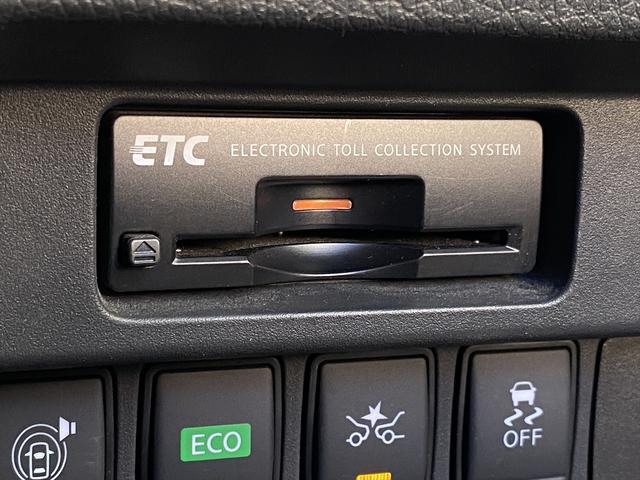 ETC ELECTRONIC TOLL COLLECTION SYSTEM
ECO
OFF